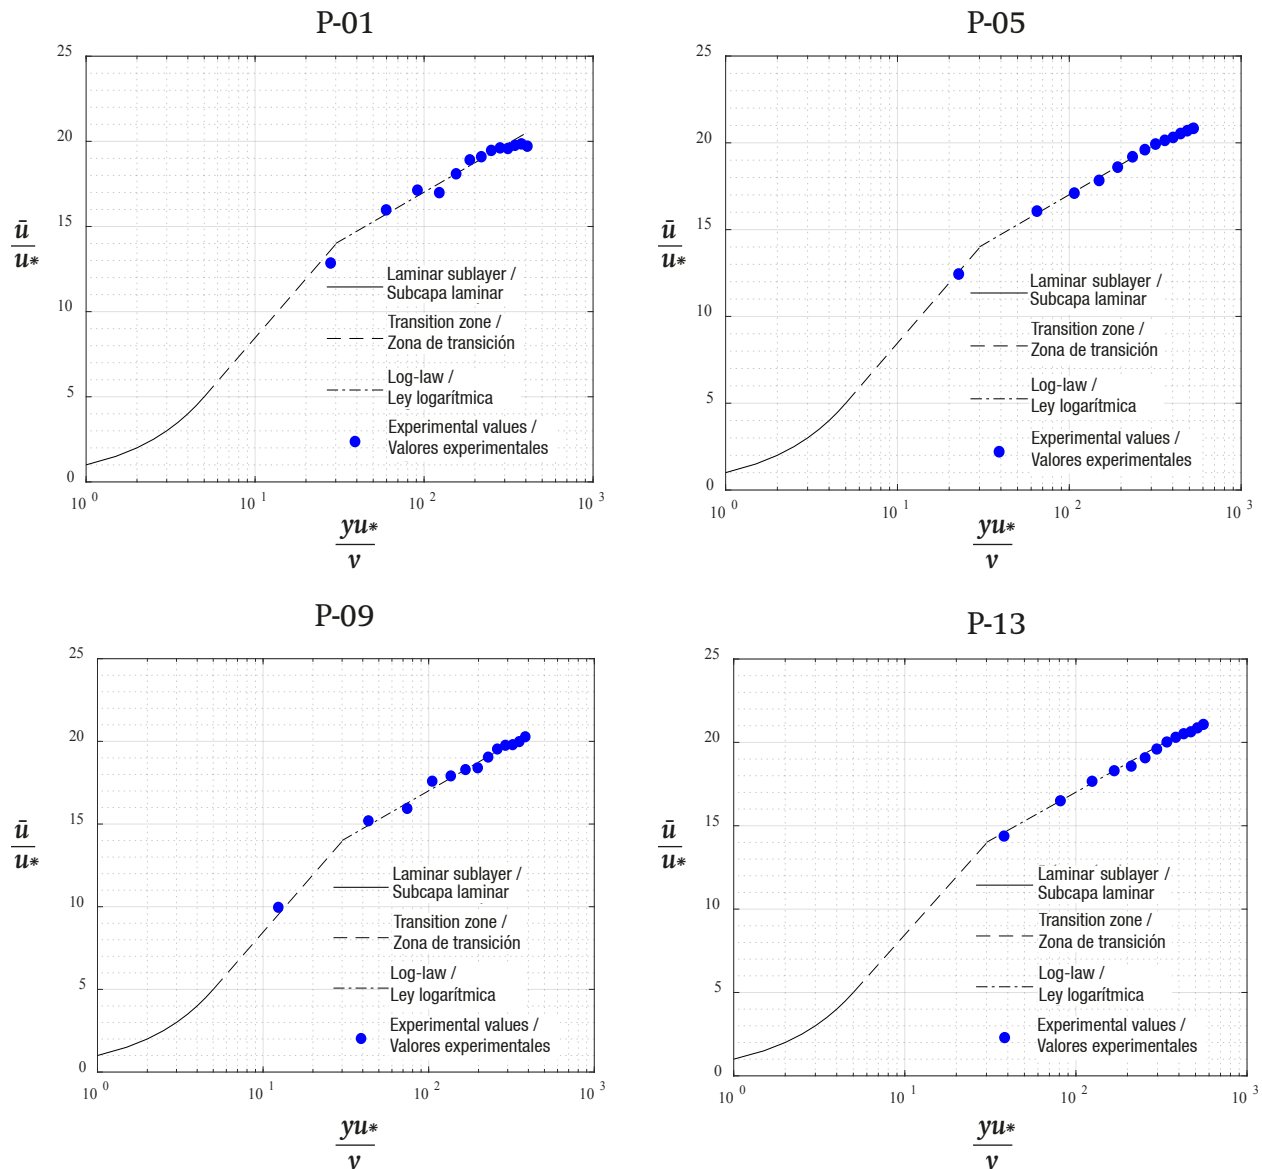 P-01
25
20
15
10
5
0
ū
u*
Laminar sublayer /
Subcapa laminar
Transition zone /
Zona de transición
Log-law /
Ley logarítmica
Experimental values /
Valores experimentales
10 0
10 1
10 2
10 3
yu*
v
P-05
25
20
15
10
5
0
ū
u*
Laminar sublayer /
Subcapa laminar
Transition zone /
Zona de transición
Log-law /
Ley logarítmica
Experimental values /
Valores experimentales
10 0
10 1
10 2
10 3
yu*
v
P-09
25
20
15
10
5
0
ū
u*
Laminar sublayer /
Subcapa laminar
Transition zone /
Zona de transición
Log-law /
Ley logarítmica
Experimental values /
Valores experimentales
10 0
10 1
10 2
10 3
yu*
v
P-13
25
20
15
10
5
0
ū
u*
Laminar sublayer /
Subcapa laminar
Transition zone /
Zona de transición
Log-law /
Ley logarítmica
Experimental values /
Valores experimentales
10 0
10 1
10 2
10 3
yu*
v